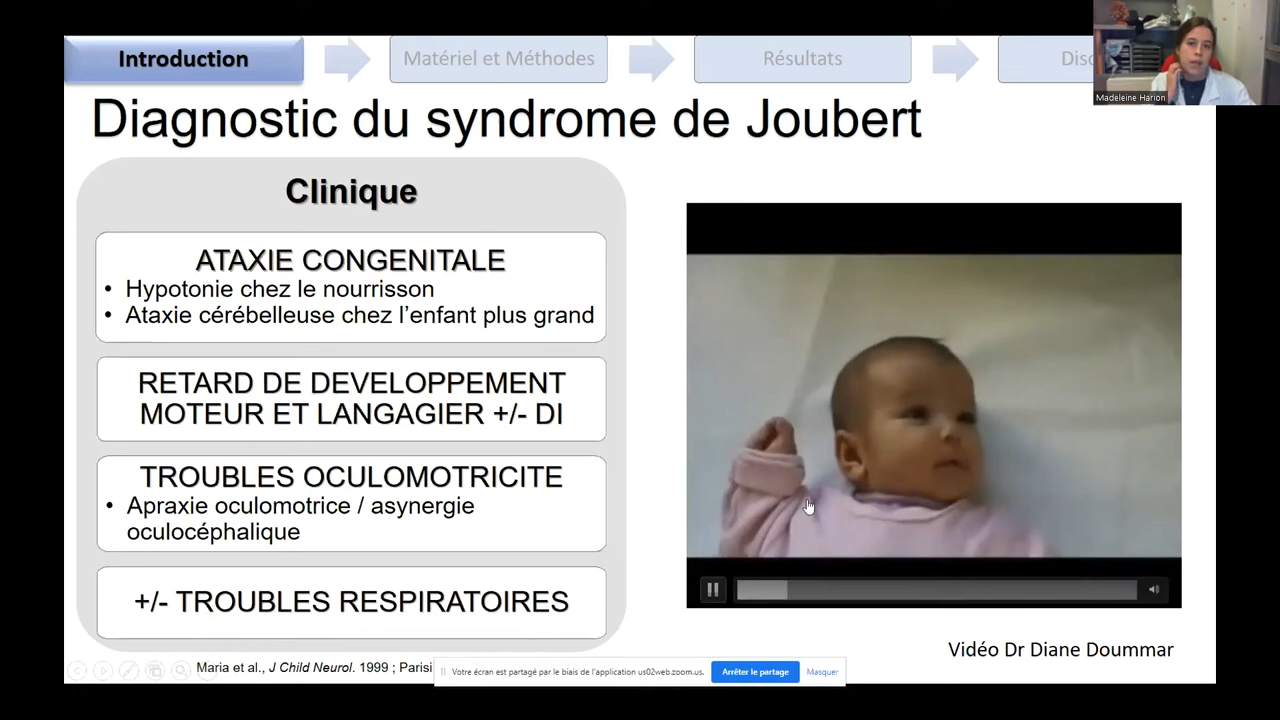 Introduction
Matériel et Méthodes
Résultats
Madeleine Harion
Diagnostic du syndrome de Joubert
Clinique
ATAXIE CONGENITALE
• Hypotonie chez le nourrisson
• Ataxie cérébelleuse chez l’enfant plus grand
RETARD DE DEVELOPPEMENT
MOTEUR ET LANGAGIER +/- DI
TROUBLES OCULOMOTRICITE
• Apraxie oculomotrice / asynergie
oculocéphalique
+/- TROUBLES RESPIRATOIRES
Vidéo Dr Diane Doummar
Maria et al., J Child Neurol. 1999 ; Parisi
Votre écran est partagé par le biais de l'application us02web.zoom.us.
Arrêter le partage
Masquer